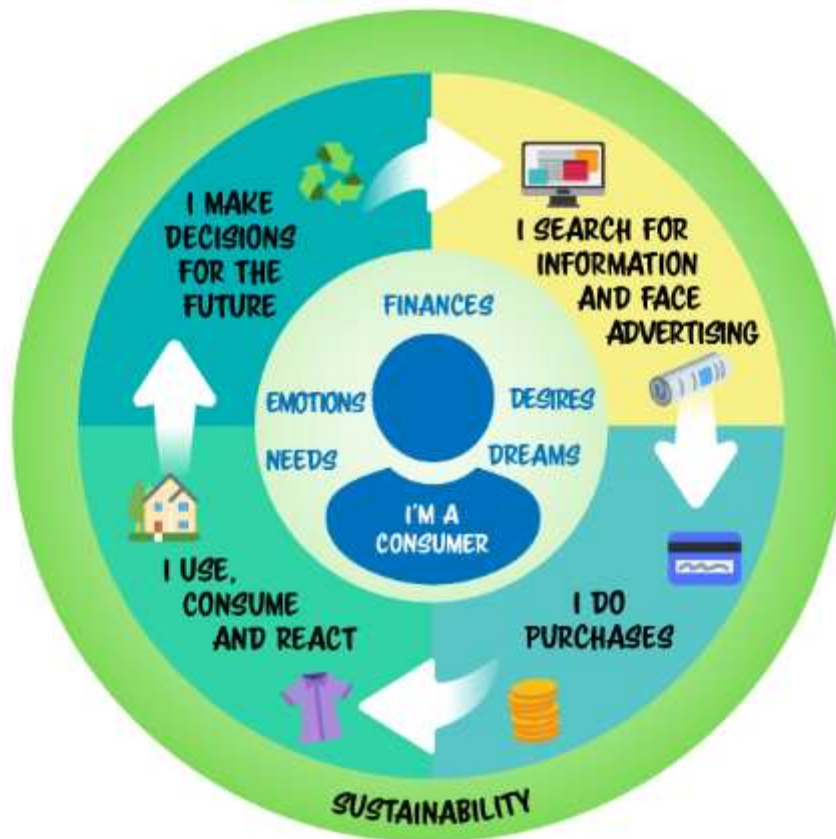 I MAKE
DECISIONS
FOR THE
FUTURE
I SEARCH FOR
INFORMATION
AND FACE
ADVERTISING
FINANCES
EMOTIONS
DESIRES
NEEDS
DREAMS
I'M A
CONSUMER
I USE,
CONSUME
AND REACT
I DO
PURCHASES
SUSTAINABILITY